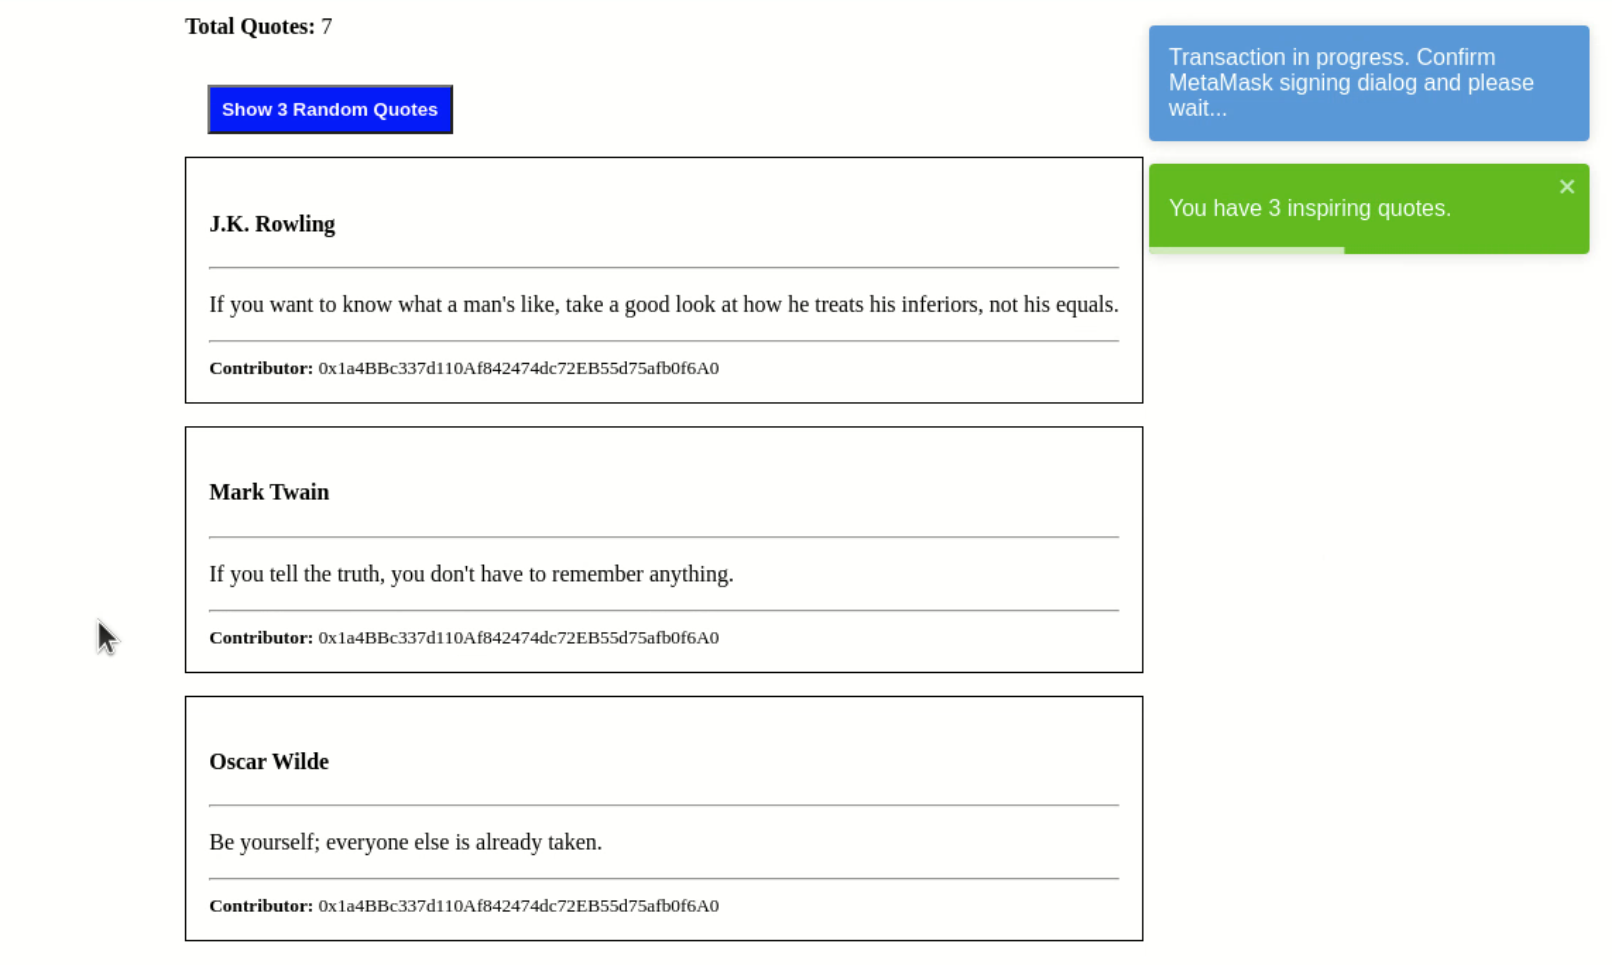 Total Quotes: 7
Show 3 Random Quotes
Transaction in progress. Confirm
MetaMask signing dialog and please
wait...
You have 3 inspiring quotes.
J.K. Rowling
If you want to know what a man's like, take a good look at how he treats his inferiors, not his equals.
Contributor: 0x1a4BBc337d110Af842474dc72EB55d75afb0f6A0
Mark Twain
If you tell the truth, you don't have to remember anything.
Contributor: 0x1a4BBc337d110Af842474dc72EB55d75afb0f6A0
Oscar Wilde
Be yourself; everyone else is already taken.
Contributor: 0x1a4BBc337d110Af842474dc72EB55d75afb0f6A0